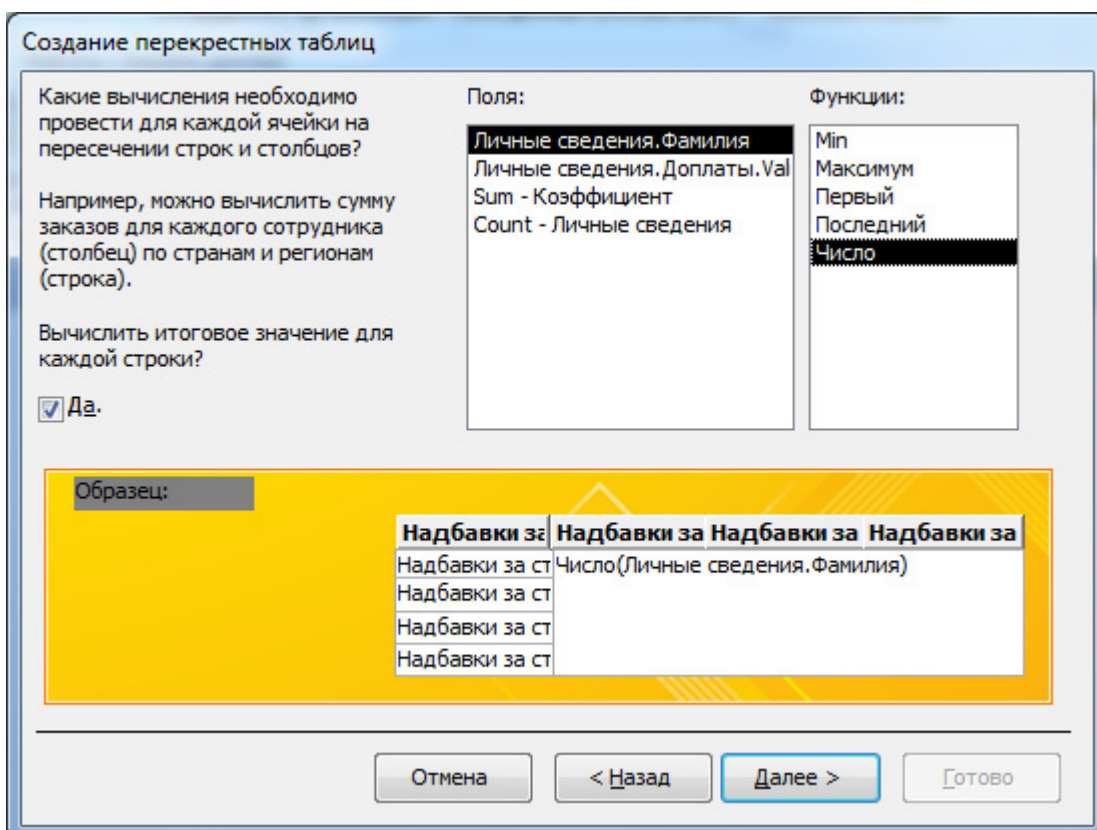 Создание перекрестных таблиц
Какие вычисления необходимо
провести для каждой ячейки на
пересечении строк и столбцов?
Например, можно вычислить сумму
заказов для каждого сотрудника
(столбец) по странам и регионам
(строка).
Вычислить итоговое значение для
каждой строки?
Да.
Поля:
Личные сведения.Фамилия
Личные сведения.Доплаты.Val
Sum - Коэффициент
Count - Личные сведения
Функции:
Min
Максимум
Первый
Последний
Число
Образец:
Надбавки за Надбавки за Надбавки за Надбавки за
Надбавки за ст Число(Личные сведения.Фамилия)
Надбавки за ст
Надбавки за ст
Надбавки за ст
Отмена < Назад Далее > Готово